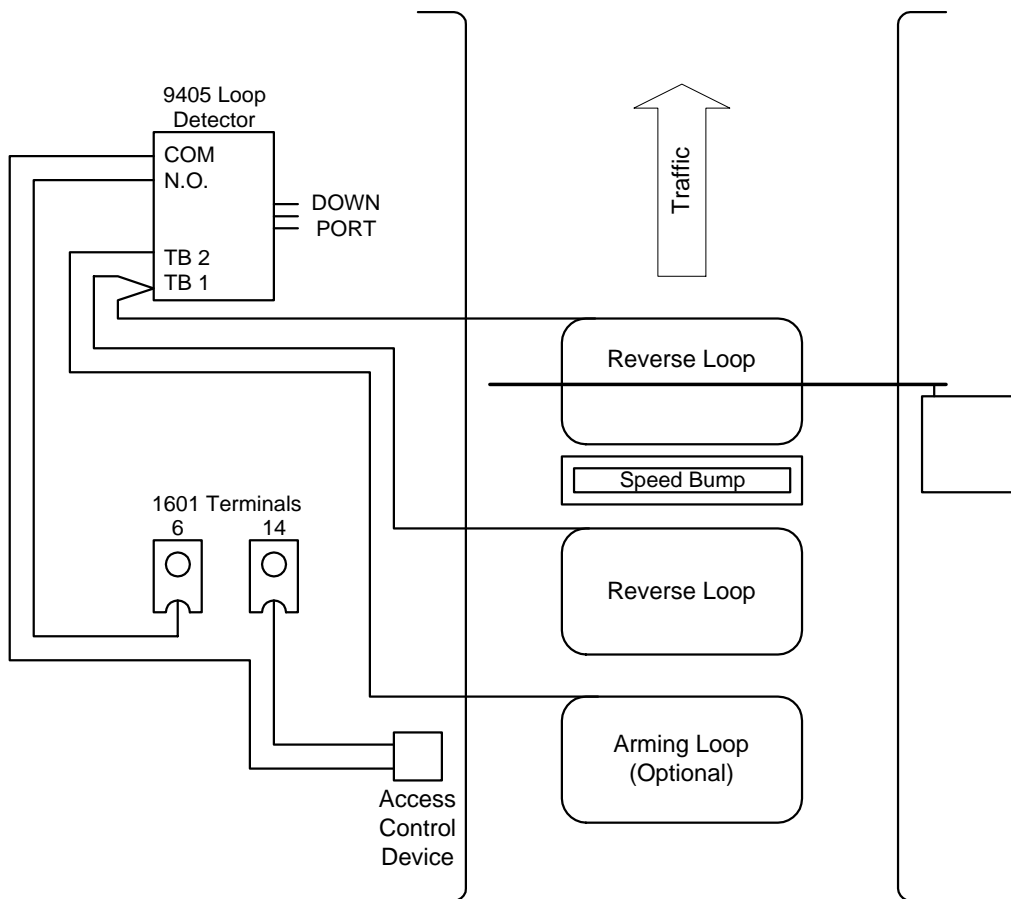 9405 Loop
Detector
COM
N.O.
DOWN
PORT
TB 2
TB 1
Traffic
Reverse Loop
Speed Bump
1601 Terminals
6 14
Reverse Loop
Arming Loop
(Optional)
Access
Control
Device